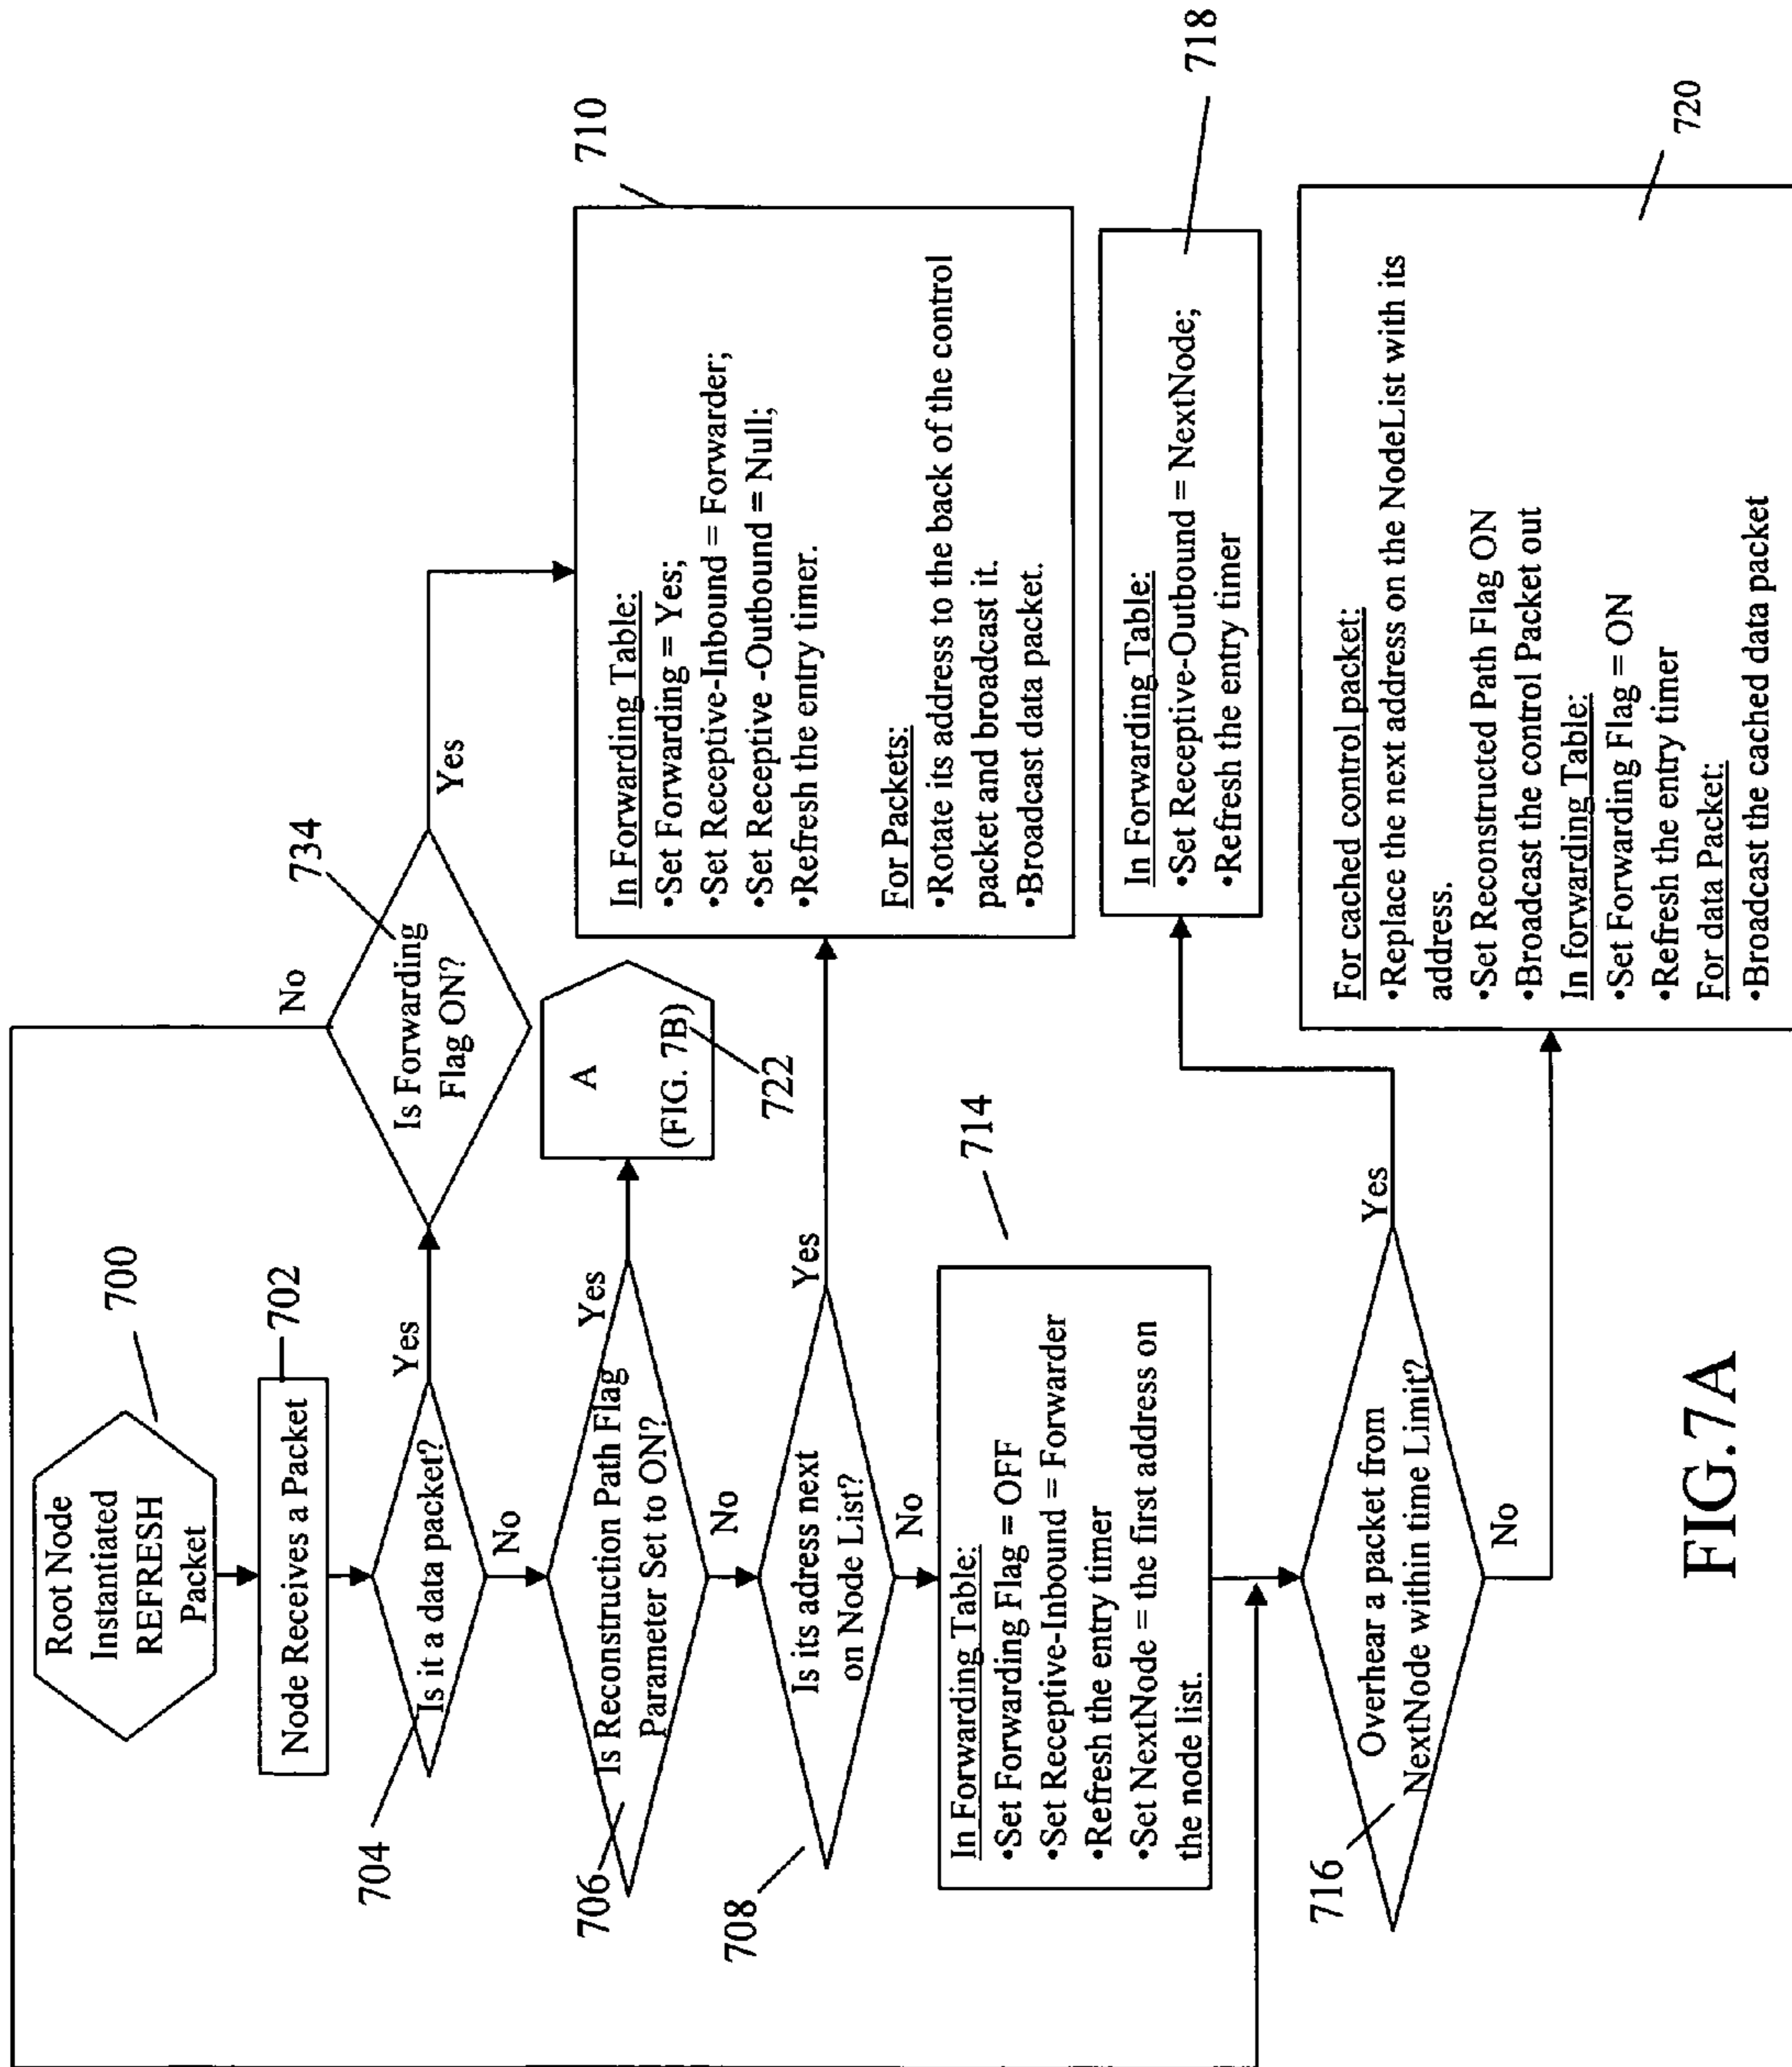 Root Node
Instantiated
REFRESH
Packet
700
Node Receives a Packet
702
Is it a data packet?
704
Yes
No
Is Forwarding
Flag ON?
734
No
Yes
Is Reconstruction Path Flag
Parameter Set to ON?
706
Yes
No
A
(FIG. 7B)
722
Is its adress next
on Node List?
708
Yes
No
710
In Forwarding Table:
•Set Forwarding = Yes;
•Set Receptive-Inbound = Forwarder;
•Set Receptive -Outbound = Null;
•Refresh the entry timer.
For Packets:
•Rotate its address to the back of the control
packet and broadcast it.
•Broadcast data packet.
714
In Forwarding Table:
•Set Forwarding Flag = OFF
•Set Receptive-Inbound = Forwarder
•Refresh the entry timer
•Set NextNode = the first address on
the node list.
Overhear a packet from
NextNode within time Limit?
716
Yes
No
718
In Forwarding Table:
•Set Receptive-Outbound = NextNode;
•Refresh the entry timer
720
For cached control packet:
•Replace the next address on the NodeList with its
address.
•Set Reconstructed Path Flag ON
•Broadcast the control Packet out
In forwarding Table:
•Set Forwarding Flag = ON
•Refresh the entry timer
For data Packet:
•Broadcast the cached data packet
FIG.7A